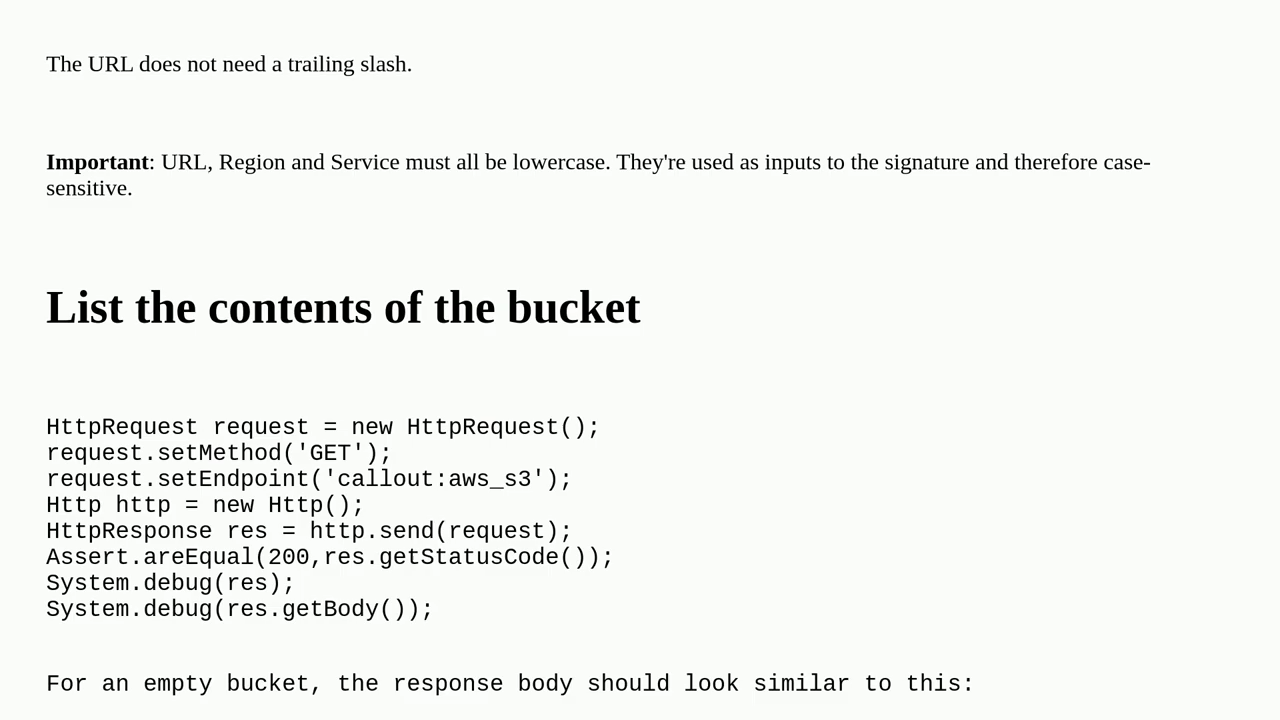 The URL does not need a trailing slash.
Important: URL, Region and Service must all be lowercase. They're used as inputs to the signature and therefore case-
sensitive.
List the contents of the bucket
HttpRequest request = new HttpRequest();
request.setMethod('GET');
request.setEndpoint('callout:aws_s3');
Http http = new Http();
HttpResponse res = http.send(request);
Assert.areEqual(200,res.getStatusCode());
System.debug(res);
System.debug(res.getBody());
For an empty bucket, the response body should look similar to this: